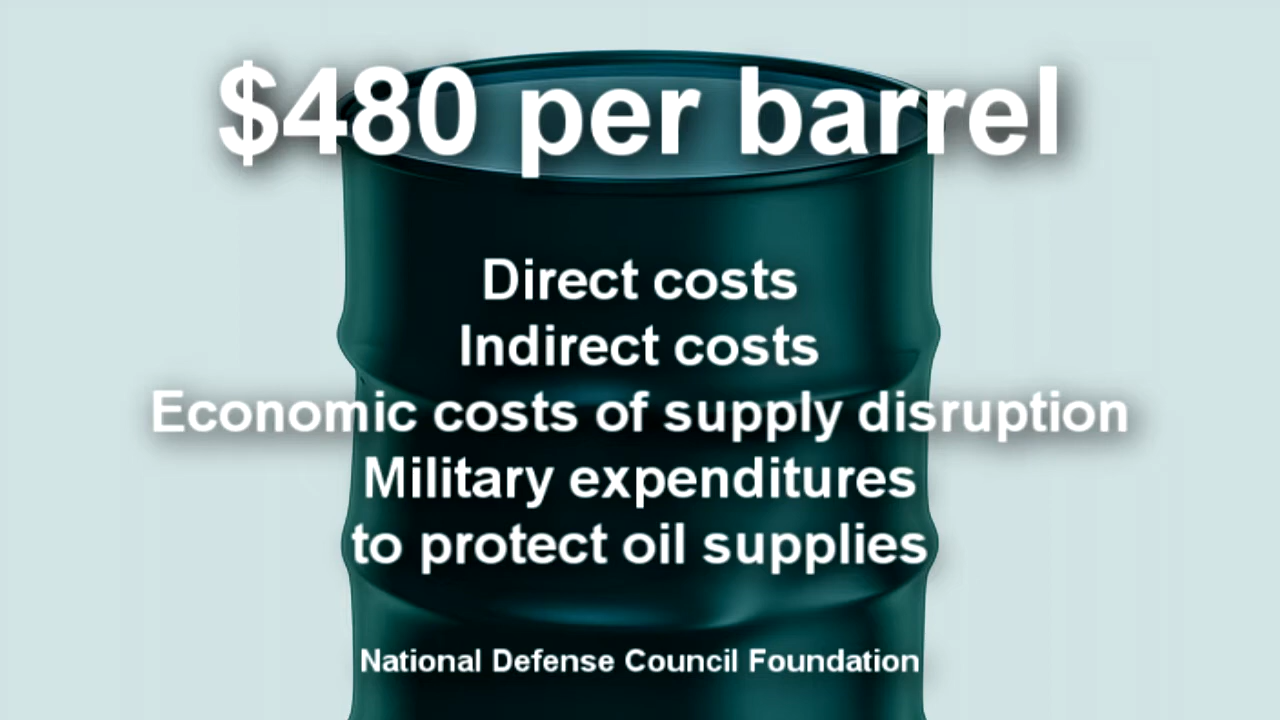 $480 per barrel
Direct costs
Indirect costs
Economic costs of supply disruption
Military expenditures
to protect oil supplies
National Defense Council Foundation